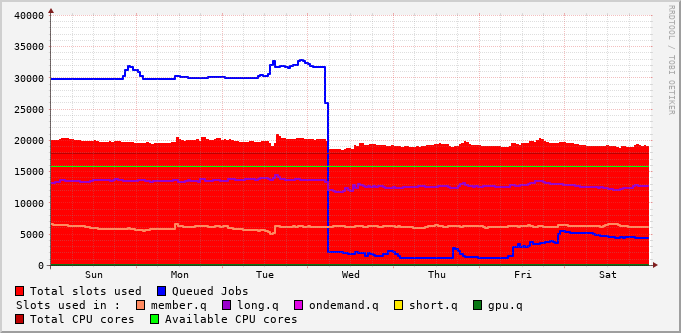 RRDTOOL / TOBI OETIKER
40000
35000
30000
25000
20000
15000
10000
5000
0
Sun Mon Tue Wed Thu Fri Sat
Total slots used Queued Jobs
Slots used in : member.q long.q ondemand.q short.q gpu.q
Total CPU cores Available CPU cores